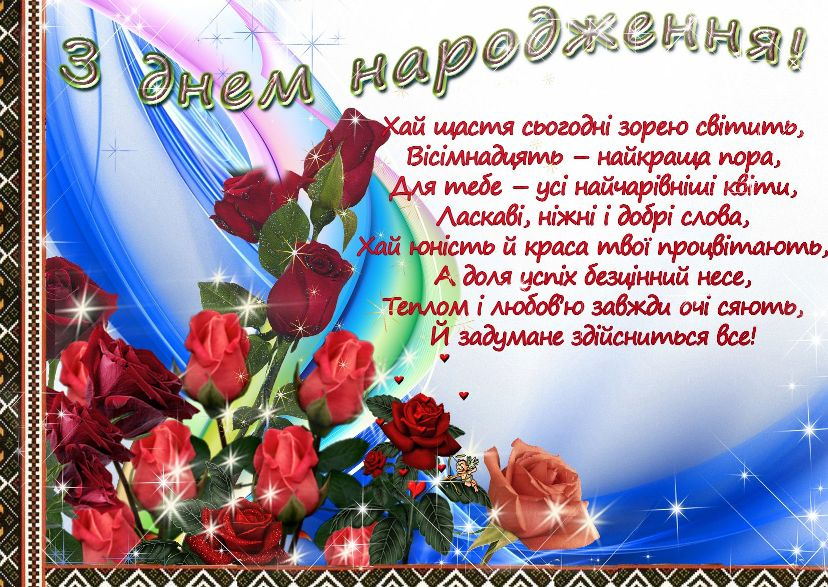 З днем народження!
Хай щастя сьогодні зорею світить,
Вісімнадцять – найкраща пора,
Для тебе – усі найчарівніші квіти,
Ласкаві, ніжні і добрі слова,
Хай юність й краса твої процвітають,
А доля успіх безцінний несе,
Теплом і любов'ю завжди очі сяють,
Й задумане здійсниться все!